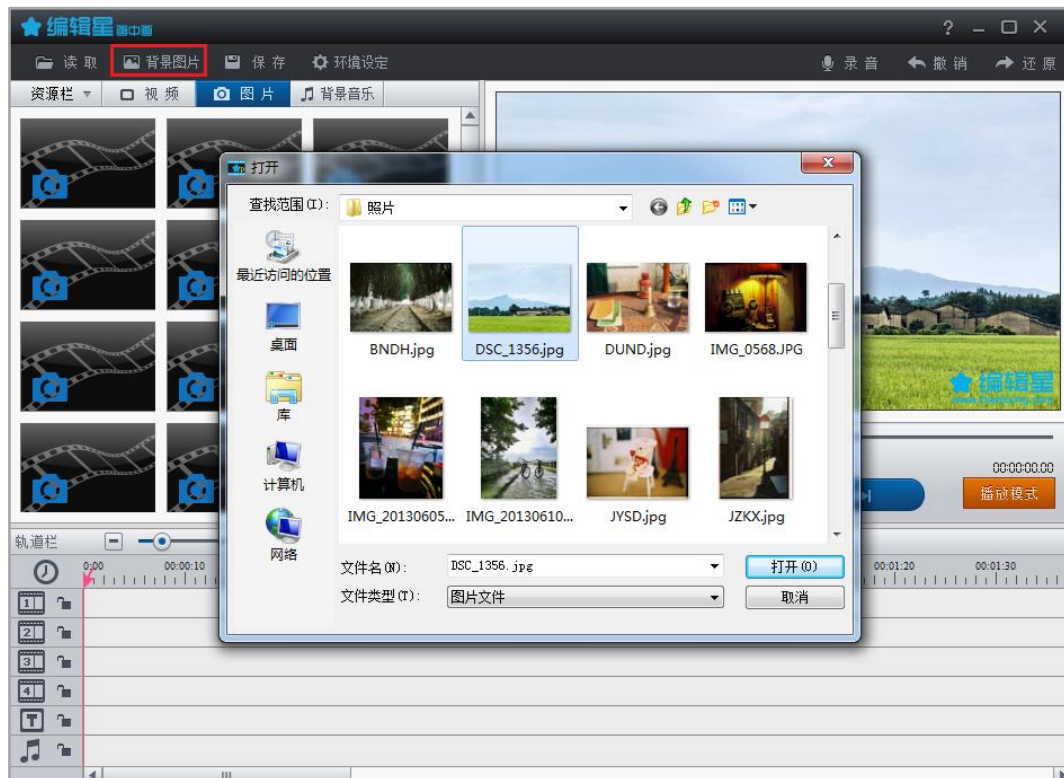 编辑星 画中画
?
读取 背景图片 保存 环境设定 录音 撤销 还原
资源栏 视频 图片 背景音乐
打开
查找范围(I): 照片
最近访问的位置
桌面
库
计算机
网络
BNDH.jpg DSC_1356.jpg DUND.jpg IMG_0568.JPG
IMG_20130605... IMG_20130610... JYSD.jpg JZKX.jpg
文件名(N): DSC_1356.jpg 打开(O)
文件类型(T): 图片文件 取消
编辑星
00:00:00.00
播放模式
轨道栏
0:00 00:00:10 00:01:20 00:01:30
1
2
3
4
T